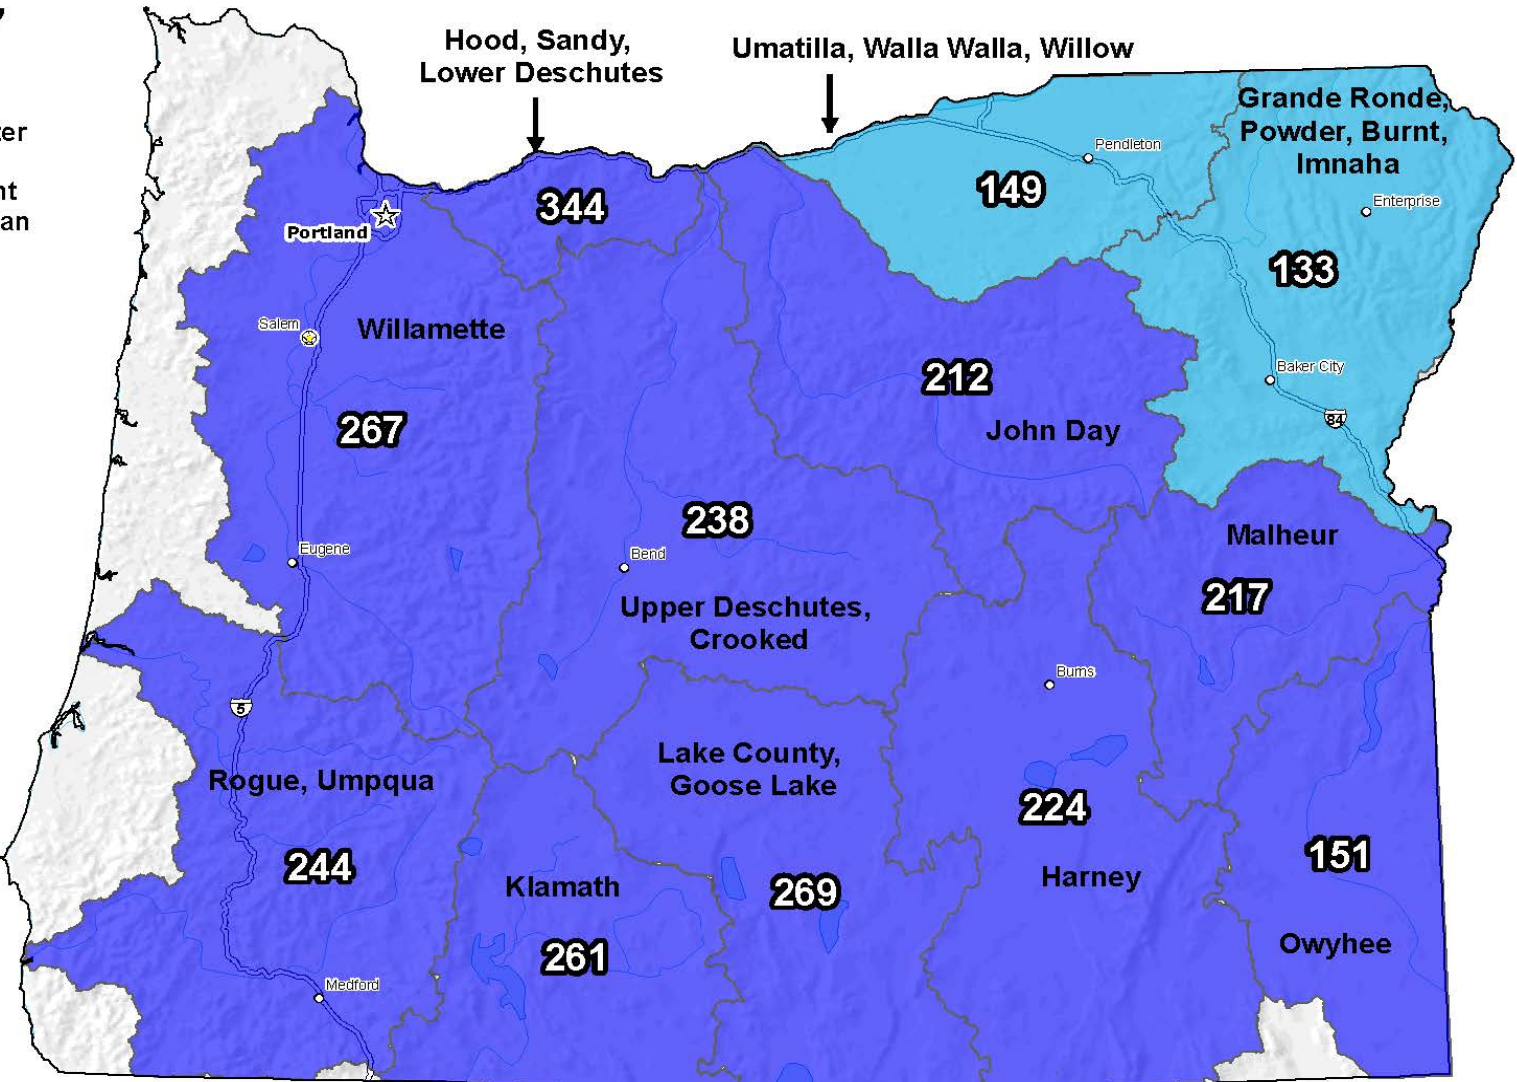 Hood, Sandy,
Lower Deschutes
Umatilla, Walla Walla, Willow
Grande Ronde,
Powder, Burnt,
Imnaha
Pendleton
149
Enterprise
344
Portland
133
Salem
Willamette
212
Baker City
John Day
84
267
238
Malheur
Eugene
Bend
217
Upper Deschutes,
Crooked
Burns
5
Lake County,
Goose Lake
Rogue, Umpqua
224
151
244
Klamath
269
Harney
Owyhee
261
Medford